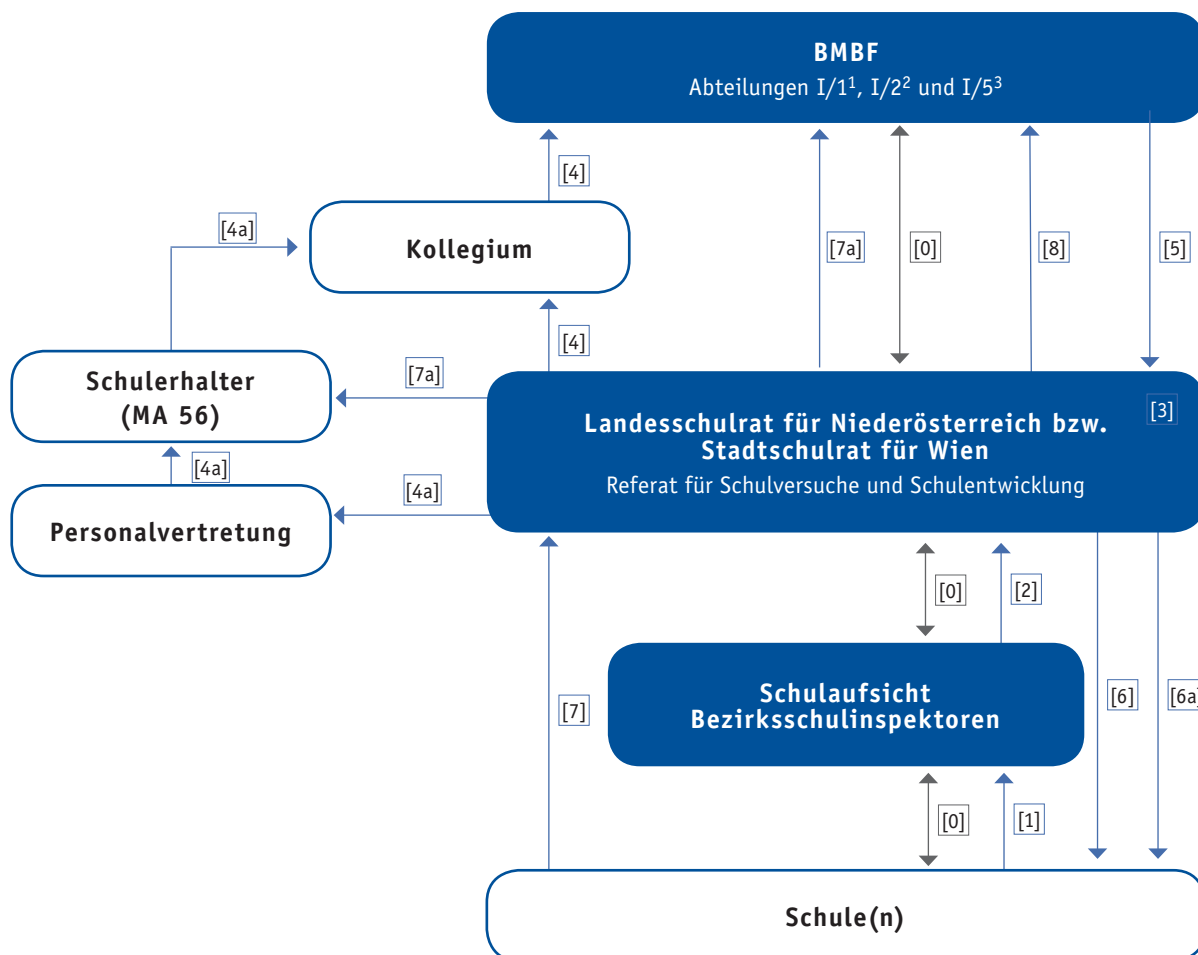 BMBF
Abteilungen I/1¹, I/2² und I/5³
[4]
[4a]
Kollegium
[7a]
[0]
[8]
[5]
[4]
Schulerhalter
(MA 56)
[7a]
[3]
Landesschulrat für Niederösterreich bzw.
Stadtschulrat für Wien
Referat für Schulversuche und Schulentwicklung
[4a]
[4a]
Personalvertretung
[0]
[2]
Schulaufsicht
Bezirksschulinspektoren
[7]
[6]
[6a]
[0]
[1]
Schule(n)